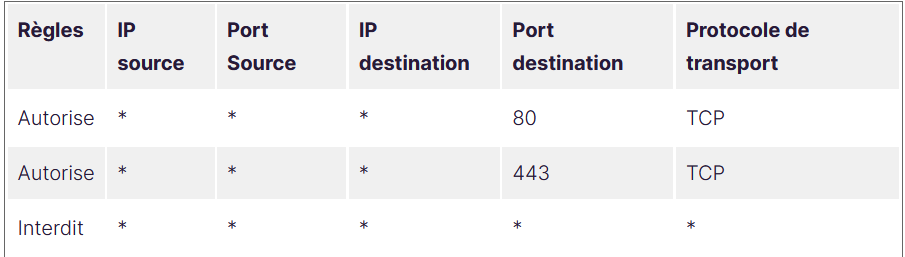 Règles IP source Port Source IP destination Port destination Protocole de transport
Autorise * * * 80 TCP
Autorise * * * 443 TCP
Interdit * * * * *